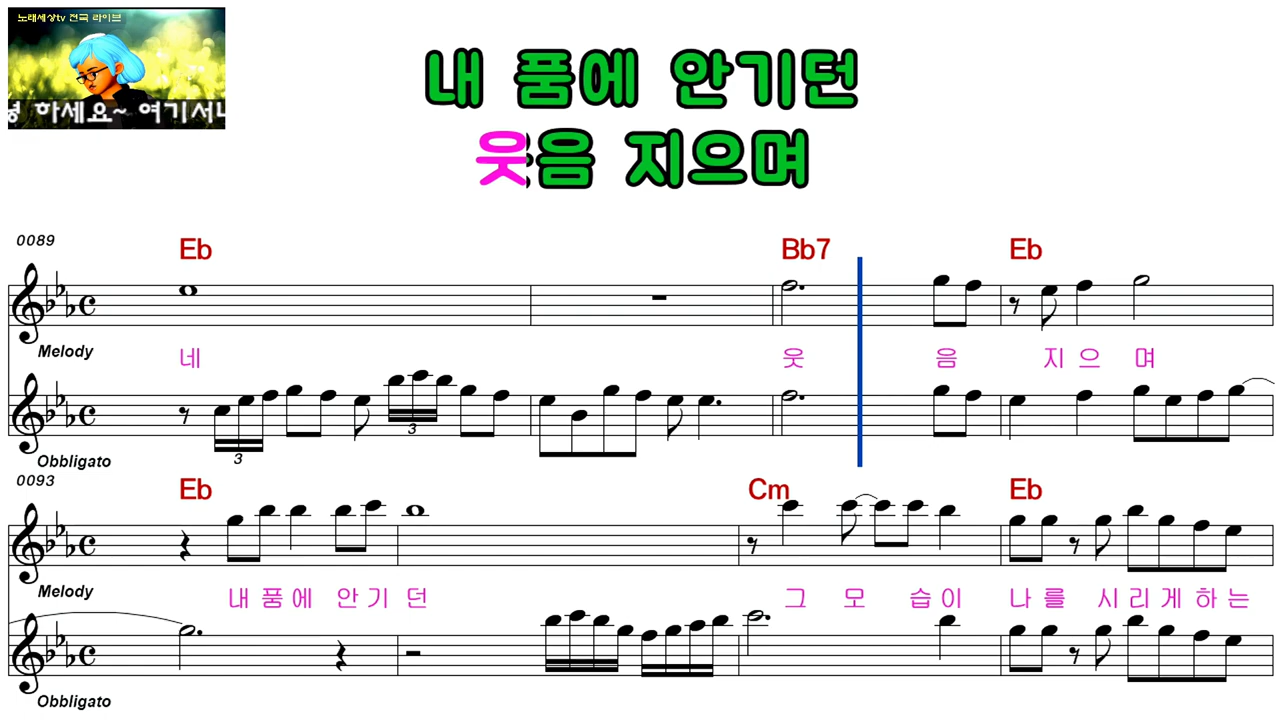 노래세상tv 전국 라이브
하세요~ 여기서
내 품에 안기던
웃음 지으며
0089
Eb Bb7 Eb
Melody
네 웃 음 지 으 며
3 3
Obbligato
0093
Eb Cm Eb
Melody
내 품 에 안 기 던 그 모 습 이 나 를 시 리 게 하 는
Obbligato